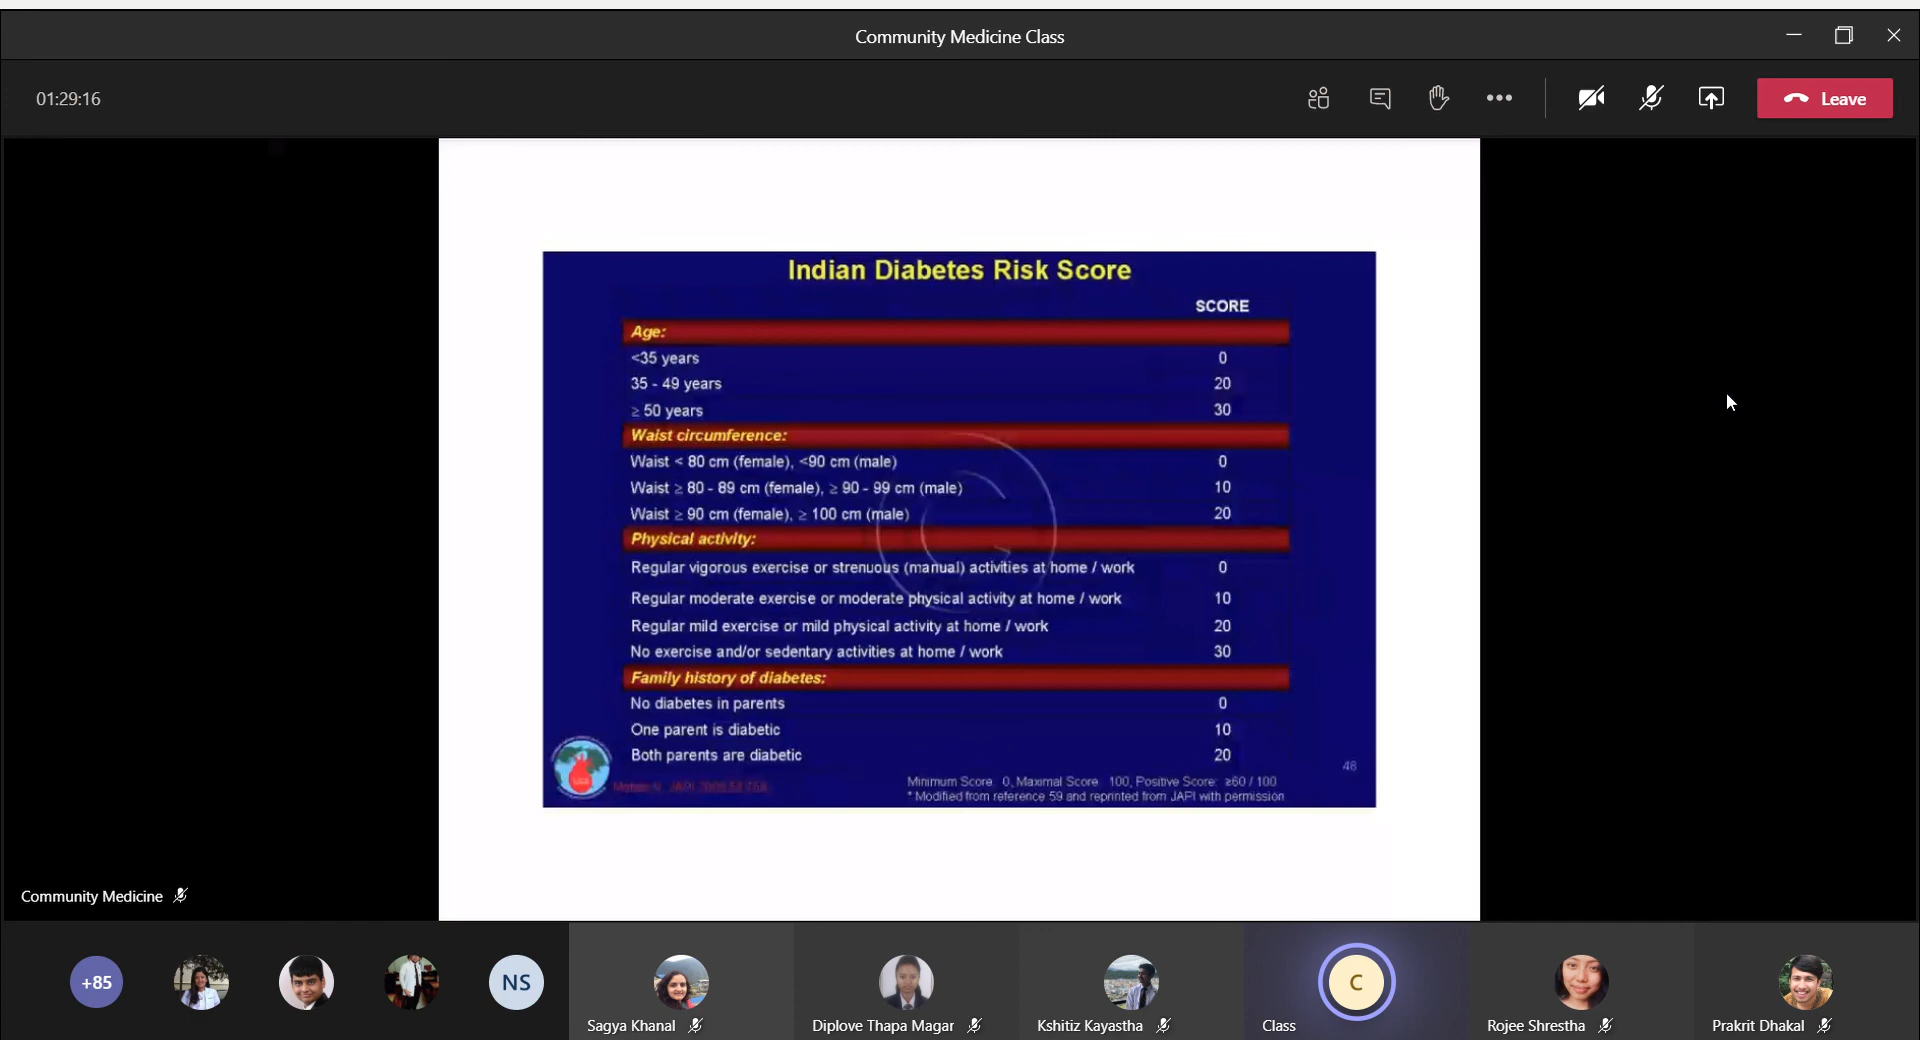 Community Medicine Class
01:29:16
Leave
Indian Diabetes Risk Score
SCORE
Age:
<35 years 0
35 - 49 years 20
≥ 50 years 30
Waist circumference:
Waist < 80 cm (female), <90 cm (male) 0
Waist ≥ 80 - 89 cm (female), ≥ 90 - 99 cm (male) 10
Waist ≥ 90 cm (female), ≥ 100 cm (male) 20
Physical activity:
Regular vigorous exercise or strenuous (manual) activities at home / work 0
Regular moderate exercise or moderate physical activity at home / work 10
Regular mild exercise or mild physical activity at home / work 20
No exercise and/or sedentary activities at home / work 30
Family history of diabetes:
No diabetes in parents 0
One parent is diabetic 10
Both parents are diabetic 20
48
Minimum Score 0, Maximal Score 100, Positive Score: ≥60 / 100
* Modified from reference 59 and reprinted from JAPI with permission
Community Medicine
+85
NS
C
Sagya Khanal
Diplove Thapa Magar
Kshitiz Kayastha
Class
Rojee Shrestha
Prakrit Dhakal